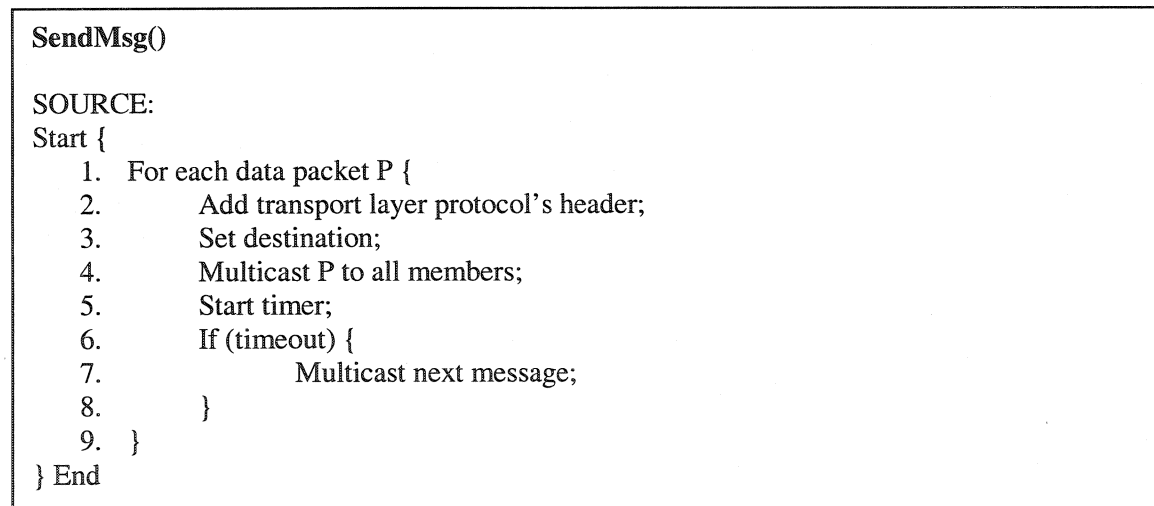 SendMsg()
SOURCE:
Start {
1. For each data packet P {
2. Add transport layer protocol's header;
3. Set destination;
4. Multicast P to all members;
5. Start timer;
6. If (timeout) {
7. Multicast next message;
8. }
9. }
} End